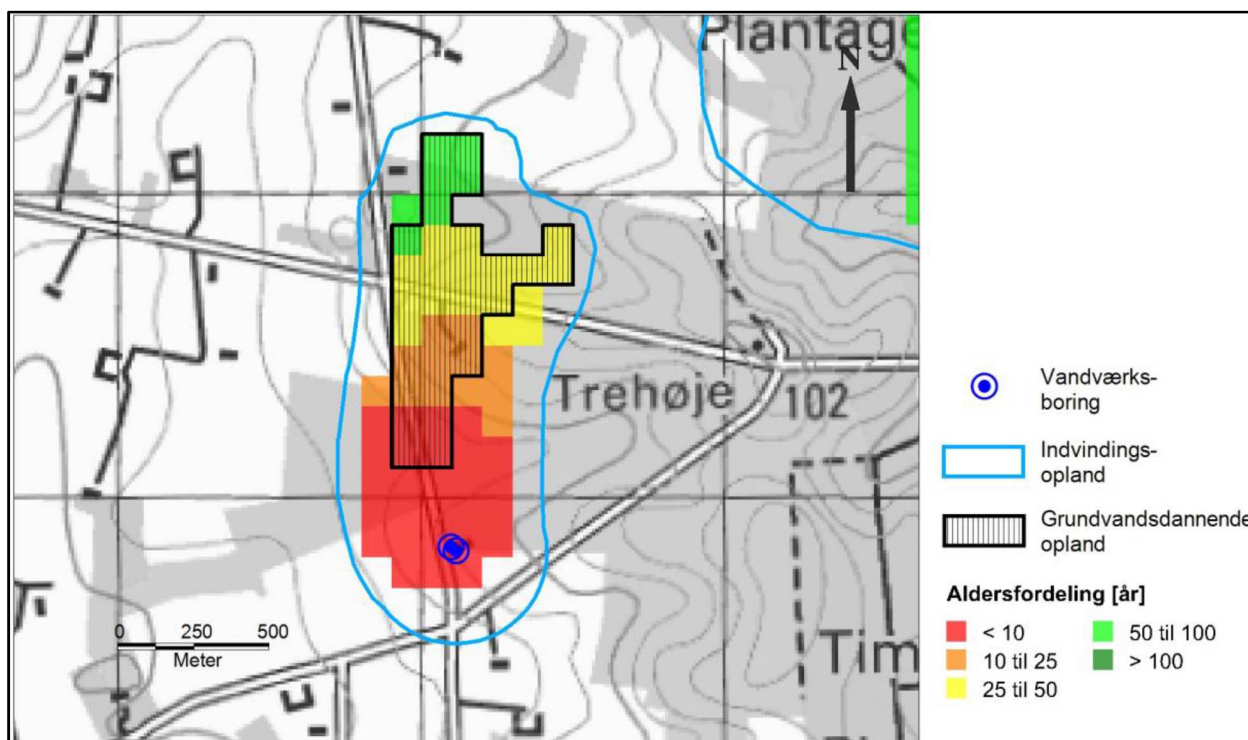 Plantage
N
Trehøje
102
0 250 500
Meter
Tim
Vandværks-
boring
Indvindings-
opland
Grundvandsdannende
opland
Aldersfordeling [år]
< 10
50 til 100
10 til 25
> 100
25 til 50